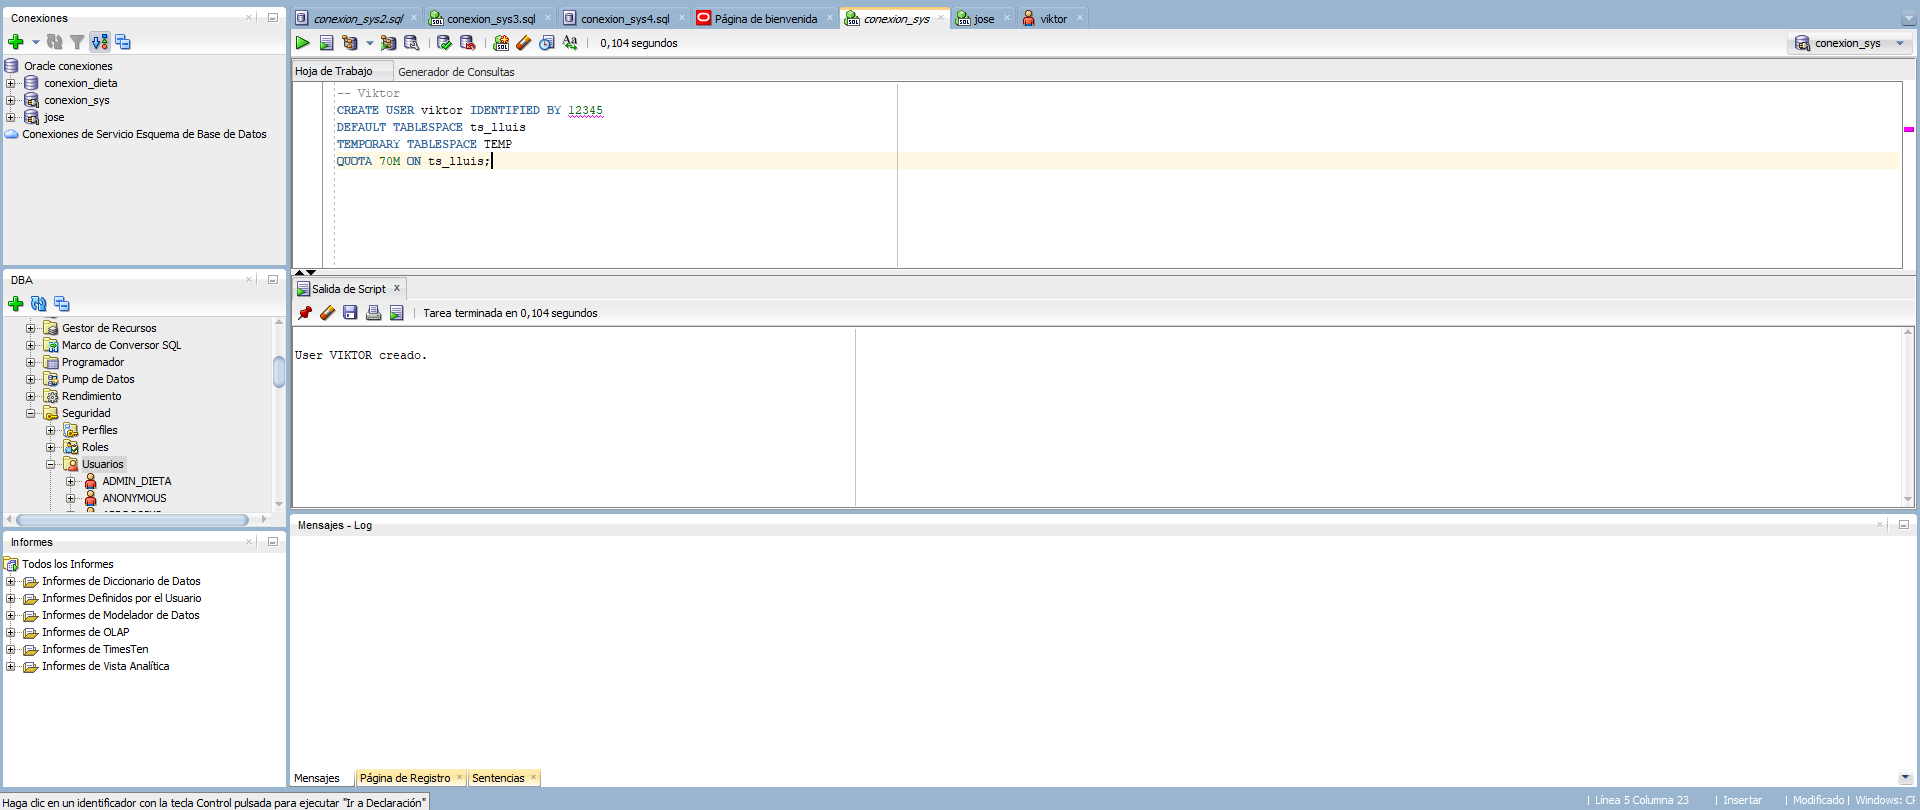 Conexiones
Oracle conexiones
conexion_dieta
conexion_sys
jose
Conexiones de Servicio Esquema de Base de Datos
DBA
Gestor de Recursos
Marco de Conversor SQL
Programador
Pump de Datos
Rendimiento
Seguridad
Perfiles
Roles
Usuarios
ADMIN_DIETA
ANONYMOUS
Informes
Todos los Informes
Informes de Diccionario de Datos
Informes Definidos por el Usuario
Informes de Modelador de Datos
Informes de OLAP
Informes de TimesTen
Informes de Vista Analítica
conexion_sys2.sql conexion_sys3.sql conexion_sys4.sql Página de bienvenida conexion_sys jose viktor
0,104 segundos conexion_sys
Hoja de Trabajo Generador de Consultas
-- Viktor
CREATE USER viktor IDENTIFIED BY 12345
DEFAULT TABLESPACE ts_lluis
TEMPORARY TABLESPACE TEMP
QUOTA 70M ON ts_lluis;
Salida de Script x
Tarea terminada en 0,104 segundos
User VIKTOR creado.
Mensajes - Log
Mensajes Página de Registro Sentencias
Haga clic en un identificador con la tecla Control pulsada para ejecutar "Ir a Declaración"
Línea 5 Columna 23 | Insertar | Modificado | Windows: